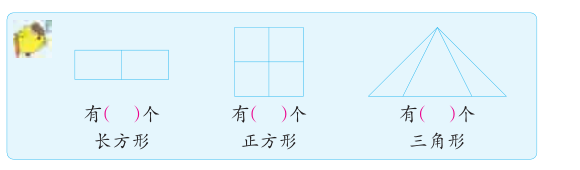 有( )个
长方形
有( )个
正方形
有( )个
三角形